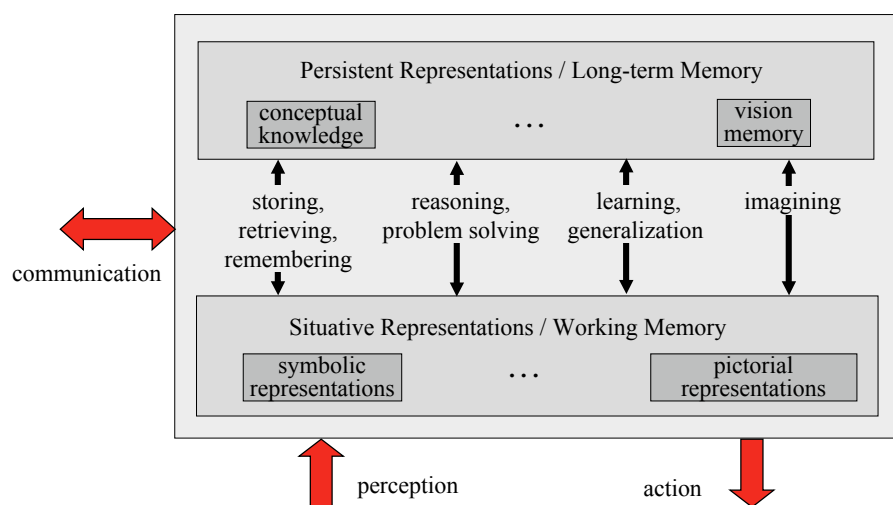 Persistent Representations / Long-term Memory
conceptual
knowledge
...
vision
memory
storing,
retrieving,
remembering
reasoning,
problem solving
learning,
generalization
imagining
communication
Situative Representations / Working Memory
symbolic
representations
...
pictorial
representations
perception
action